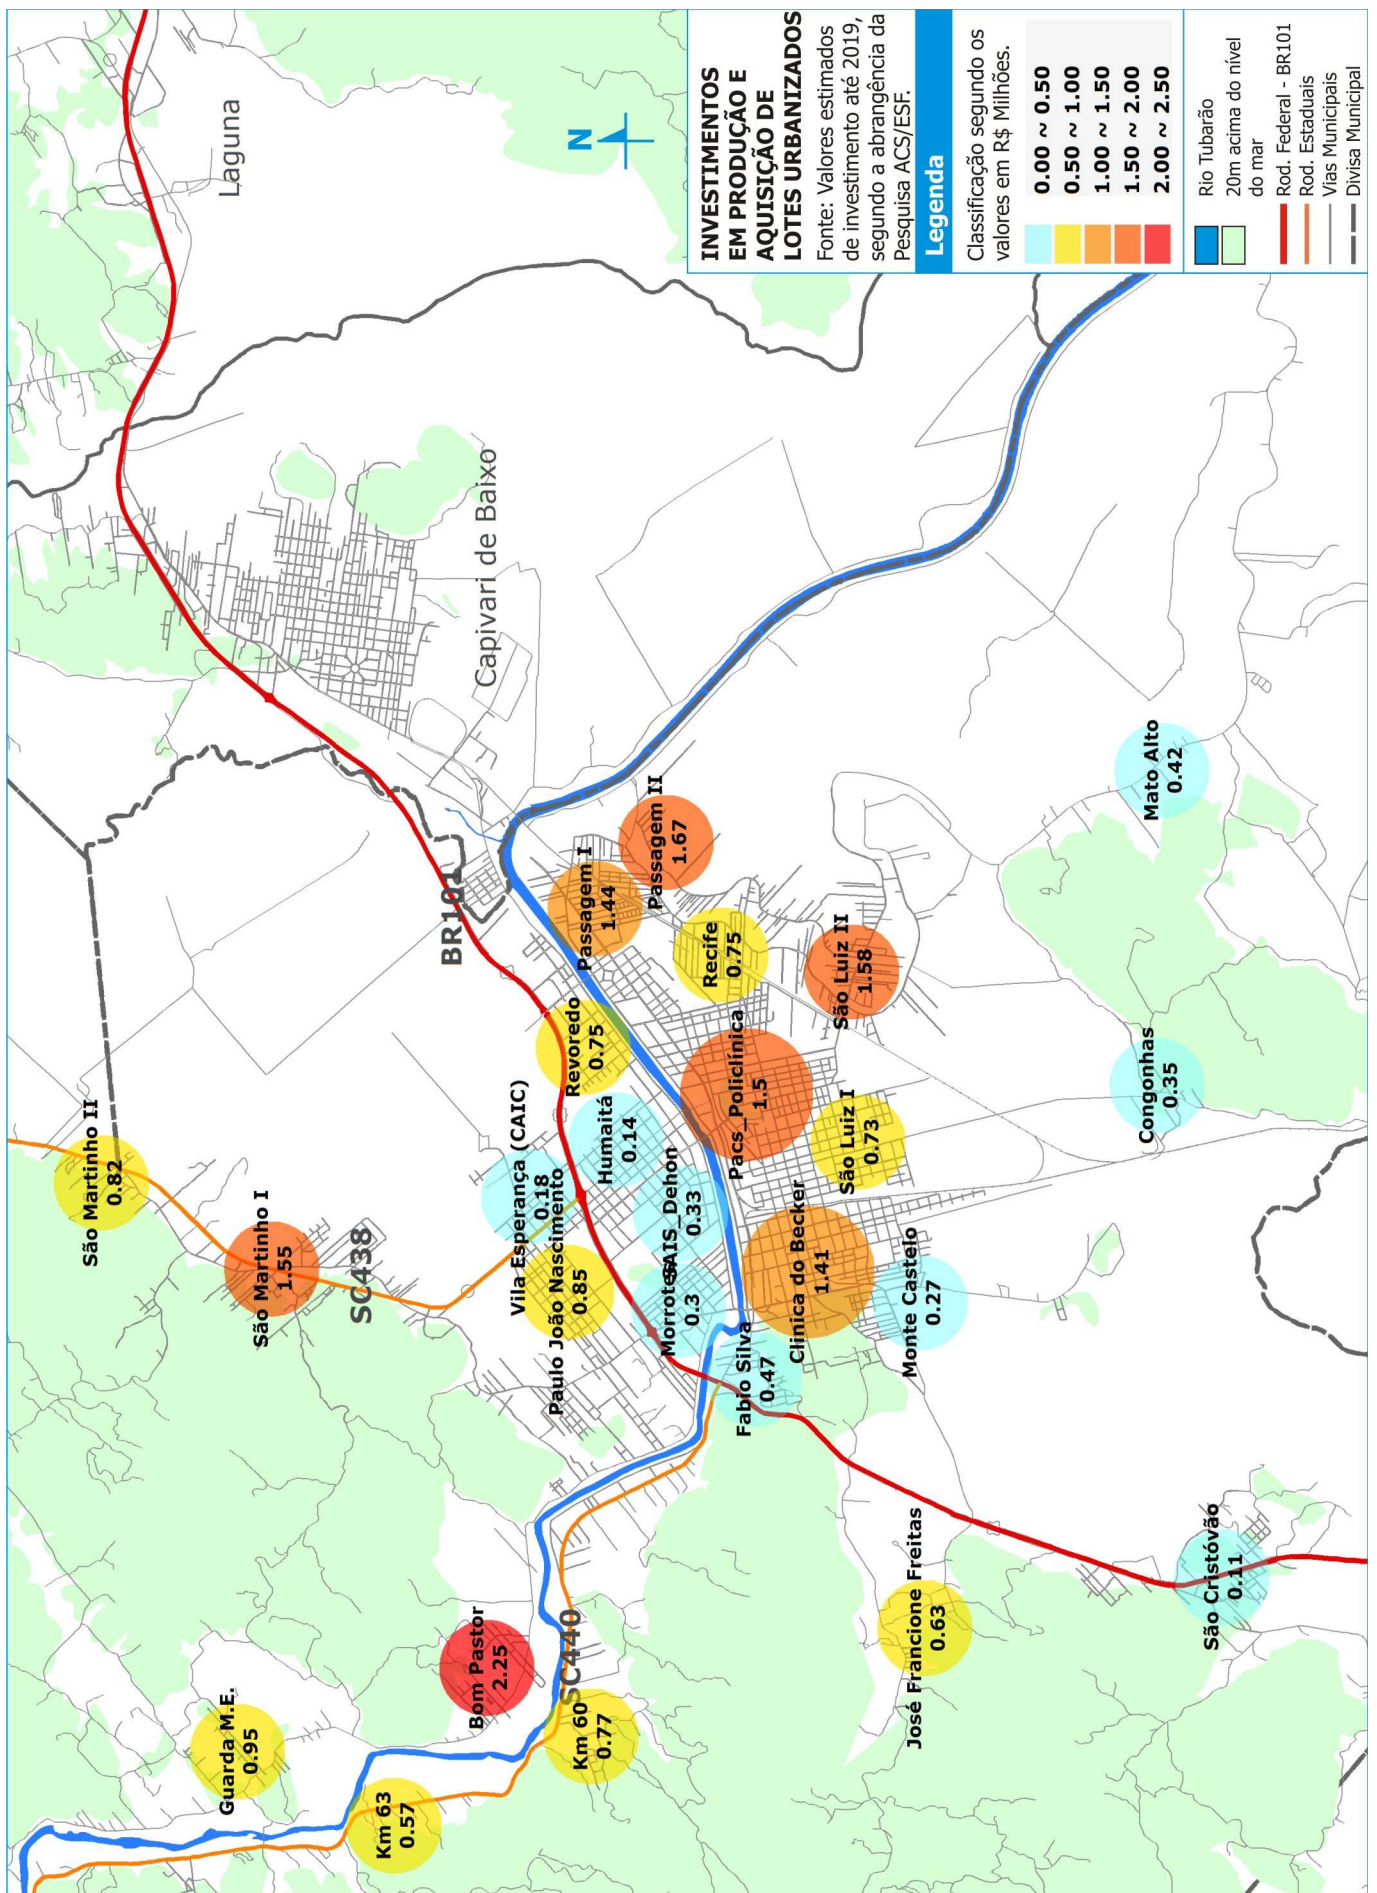 INVESTIMENTOS
EM PRODUÇÃO E
AQUISIÇÃO DE
LOTES URBANIZADOS
Fonte: Valores estimados
de investimento até 2019,
segundo a abrangência da
Pesquisa ACS/ESF.
Legenda
Classificação segundo os
valores em R$ Milhões.
0.00 ~ 0.50
0.50 ~ 1.00
1.00 ~ 1.50
1.50 ~ 2.00
2.00 ~ 2.50
Rio Tubarão
20m acima do nível
do mar
Rod. Federal - BR101
Rod. Estaduais
Vias Municipais
Divisa Municipal
N
Laguna
Capivari de Baixo
BR101
SC438
SC440
São Martinho II
0.82
São Martinho I
1.55
Guarda M.E.
0.95
Km 63
0.57
Bom Pastor
2.25
Km 60
0.77
Vila Esperança (CAIC)
0.18
Paulo João Nascimento
0.85
Revoredo
0.75
Humaitá
0.14
SAIS_Dehon
0.33
Morrotes
0.3
Fabio Silva
0.47
Passagem I
1.44
Passagem II
1.67
Recife
0.75
Pacs_Policlínica
1.5
Clinica do Becker
1.41
São Luiz II
1.58
São Luiz I
0.73
Monte Castelo
0.27
José Francione Freitas
0.63
Mato Alto
0.42
Congonhas
0.35
São Cristóvão
0.11